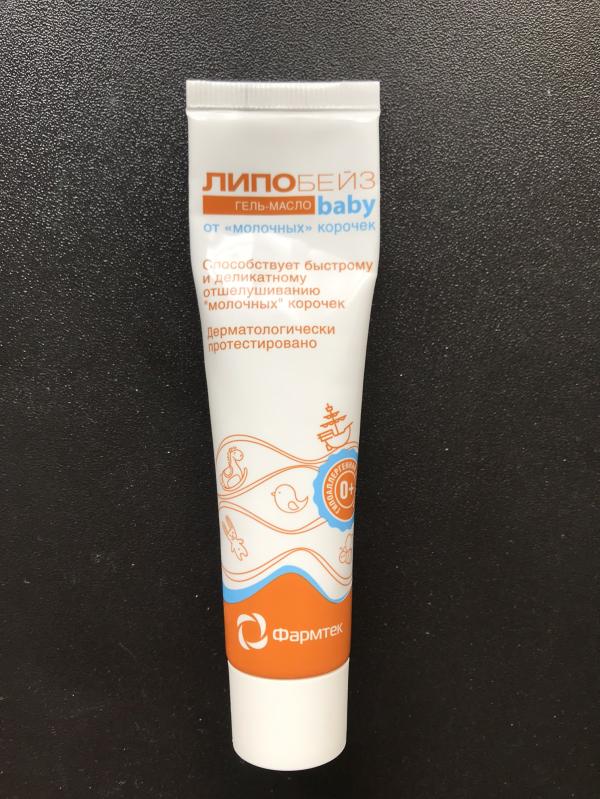 ЛИПОБЕЙЗ
ГЕЛЬ-МАСЛО baby
от «молочных» корочек
Способствует быстрому
и деликатному
отшелушиванию
"молочных" корочек
Дерматологически
протестировано
0+
Фармтек